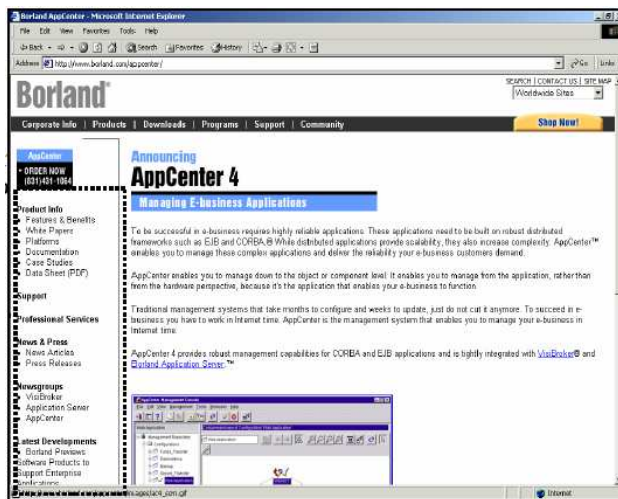 Borland AppCenter - Microsoft Internet Explorer
File Edit View Favorites Tools Help
Back Search Favorites History
Address http://www.borland.com/appcenter/ Go Links
Borland®
SEARCH | CONTACT US | SITE MAP
Worldwide Sites
Corporate Info | Products | Downloads | Programs | Support | Community
Shop Now!
AppCenter
ORDER NOW
(831)431-1064
Product Info
Features & Benefits
White Papers
Platforms
Documentation
Case Studies
Data Sheet (PDF)
Support
Professional Services
News & Press
News Articles
Press Releases
Newsgroups
VisiBroker
Application Server
AppCenter
Latest Developments
Borland Previews
Software Products to
Support Enterprise
Applications
Announcing
AppCenter 4
Managing E-business Applications
To be successful in e-business requires highly reliable applications. These applications need to be built on robust distributed
frameworks such as EJB and CORBA.® While distributed applications provide scalability, they also increase complexity. AppCenter™
enables you to manage these complex applications and deliver the reliability your e-business customers demand.
AppCenter enables you to manage down to the object or component level. It enables you to manage from the application, rather than
from the hardware perspective, because it's the application that enables your e-business to function.
Traditional management systems that take months to configure and weeks to update, just do not cut it anymore. To succeed in e-
business you have to work in Internet time. AppCenter is the management system that enables you to manage your e-business in
Internet time.
AppCenter 4 provides robust management capabilities for CORBA and EJB applications and is tightly integrated with VisiBroker® and
Borland Application Server.™
Internet